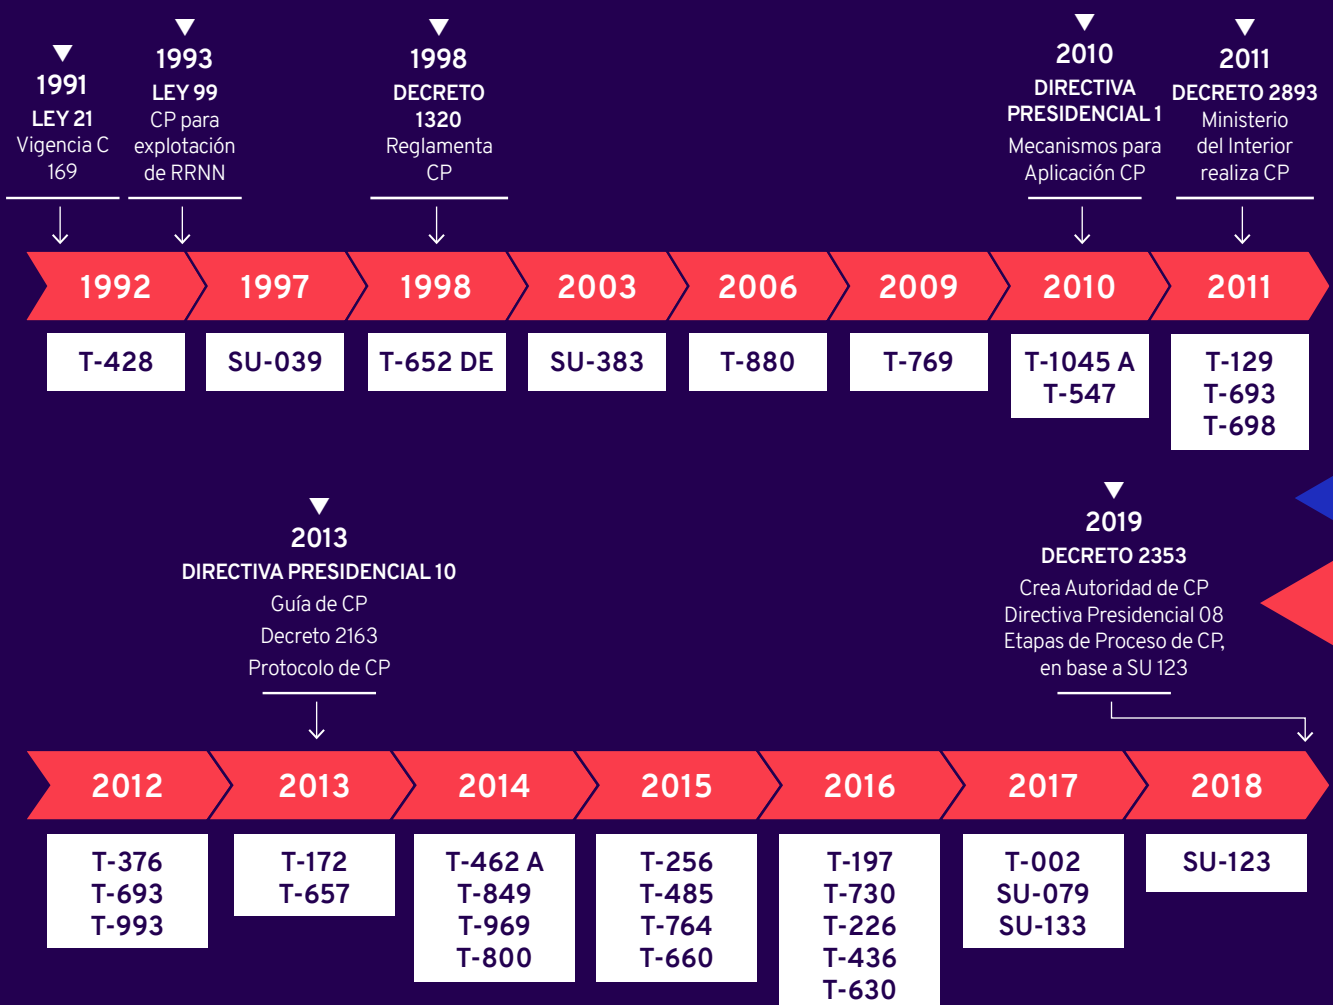 1991
LEY 21
Vigencia C
169
1993
LEY 99
CP para
explotación
de RRNN
1998
DECRETO
1320
Reglamenta
CP
2010
DIRECTIVA
PRESIDENCIAL 1
Mecanismos para
Aplicación CP
2011
DECRETO 2893
Ministerio
del Interior
realiza CP
1992
1997
1998
2003
2006
2009
2010
2011
T-428
SU-039
T-652 DE
SU-383
T-880
T-769
T-1045 A
T-547
T-129
T-693
T-698
2013
DIRECTIVA PRESIDENCIAL 10
Guía de CP
Decreto 2163
Protocolo de CP
2019
DECRETO 2353
Crea Autoridad de CP
Directiva Presidencial 08
Etapas de Proceso de CP,
en base a SU 123
2012
2013
2014
2015
2016
2017
2018
T-376
T-693
T-993
T-172
T-657
T-462 A
T-849
T-969
T-800
T-256
T-485
T-764
T-660
T-197
T-730
T-226
T-436
T-630
T-002
SU-079
SU-133
SU-123